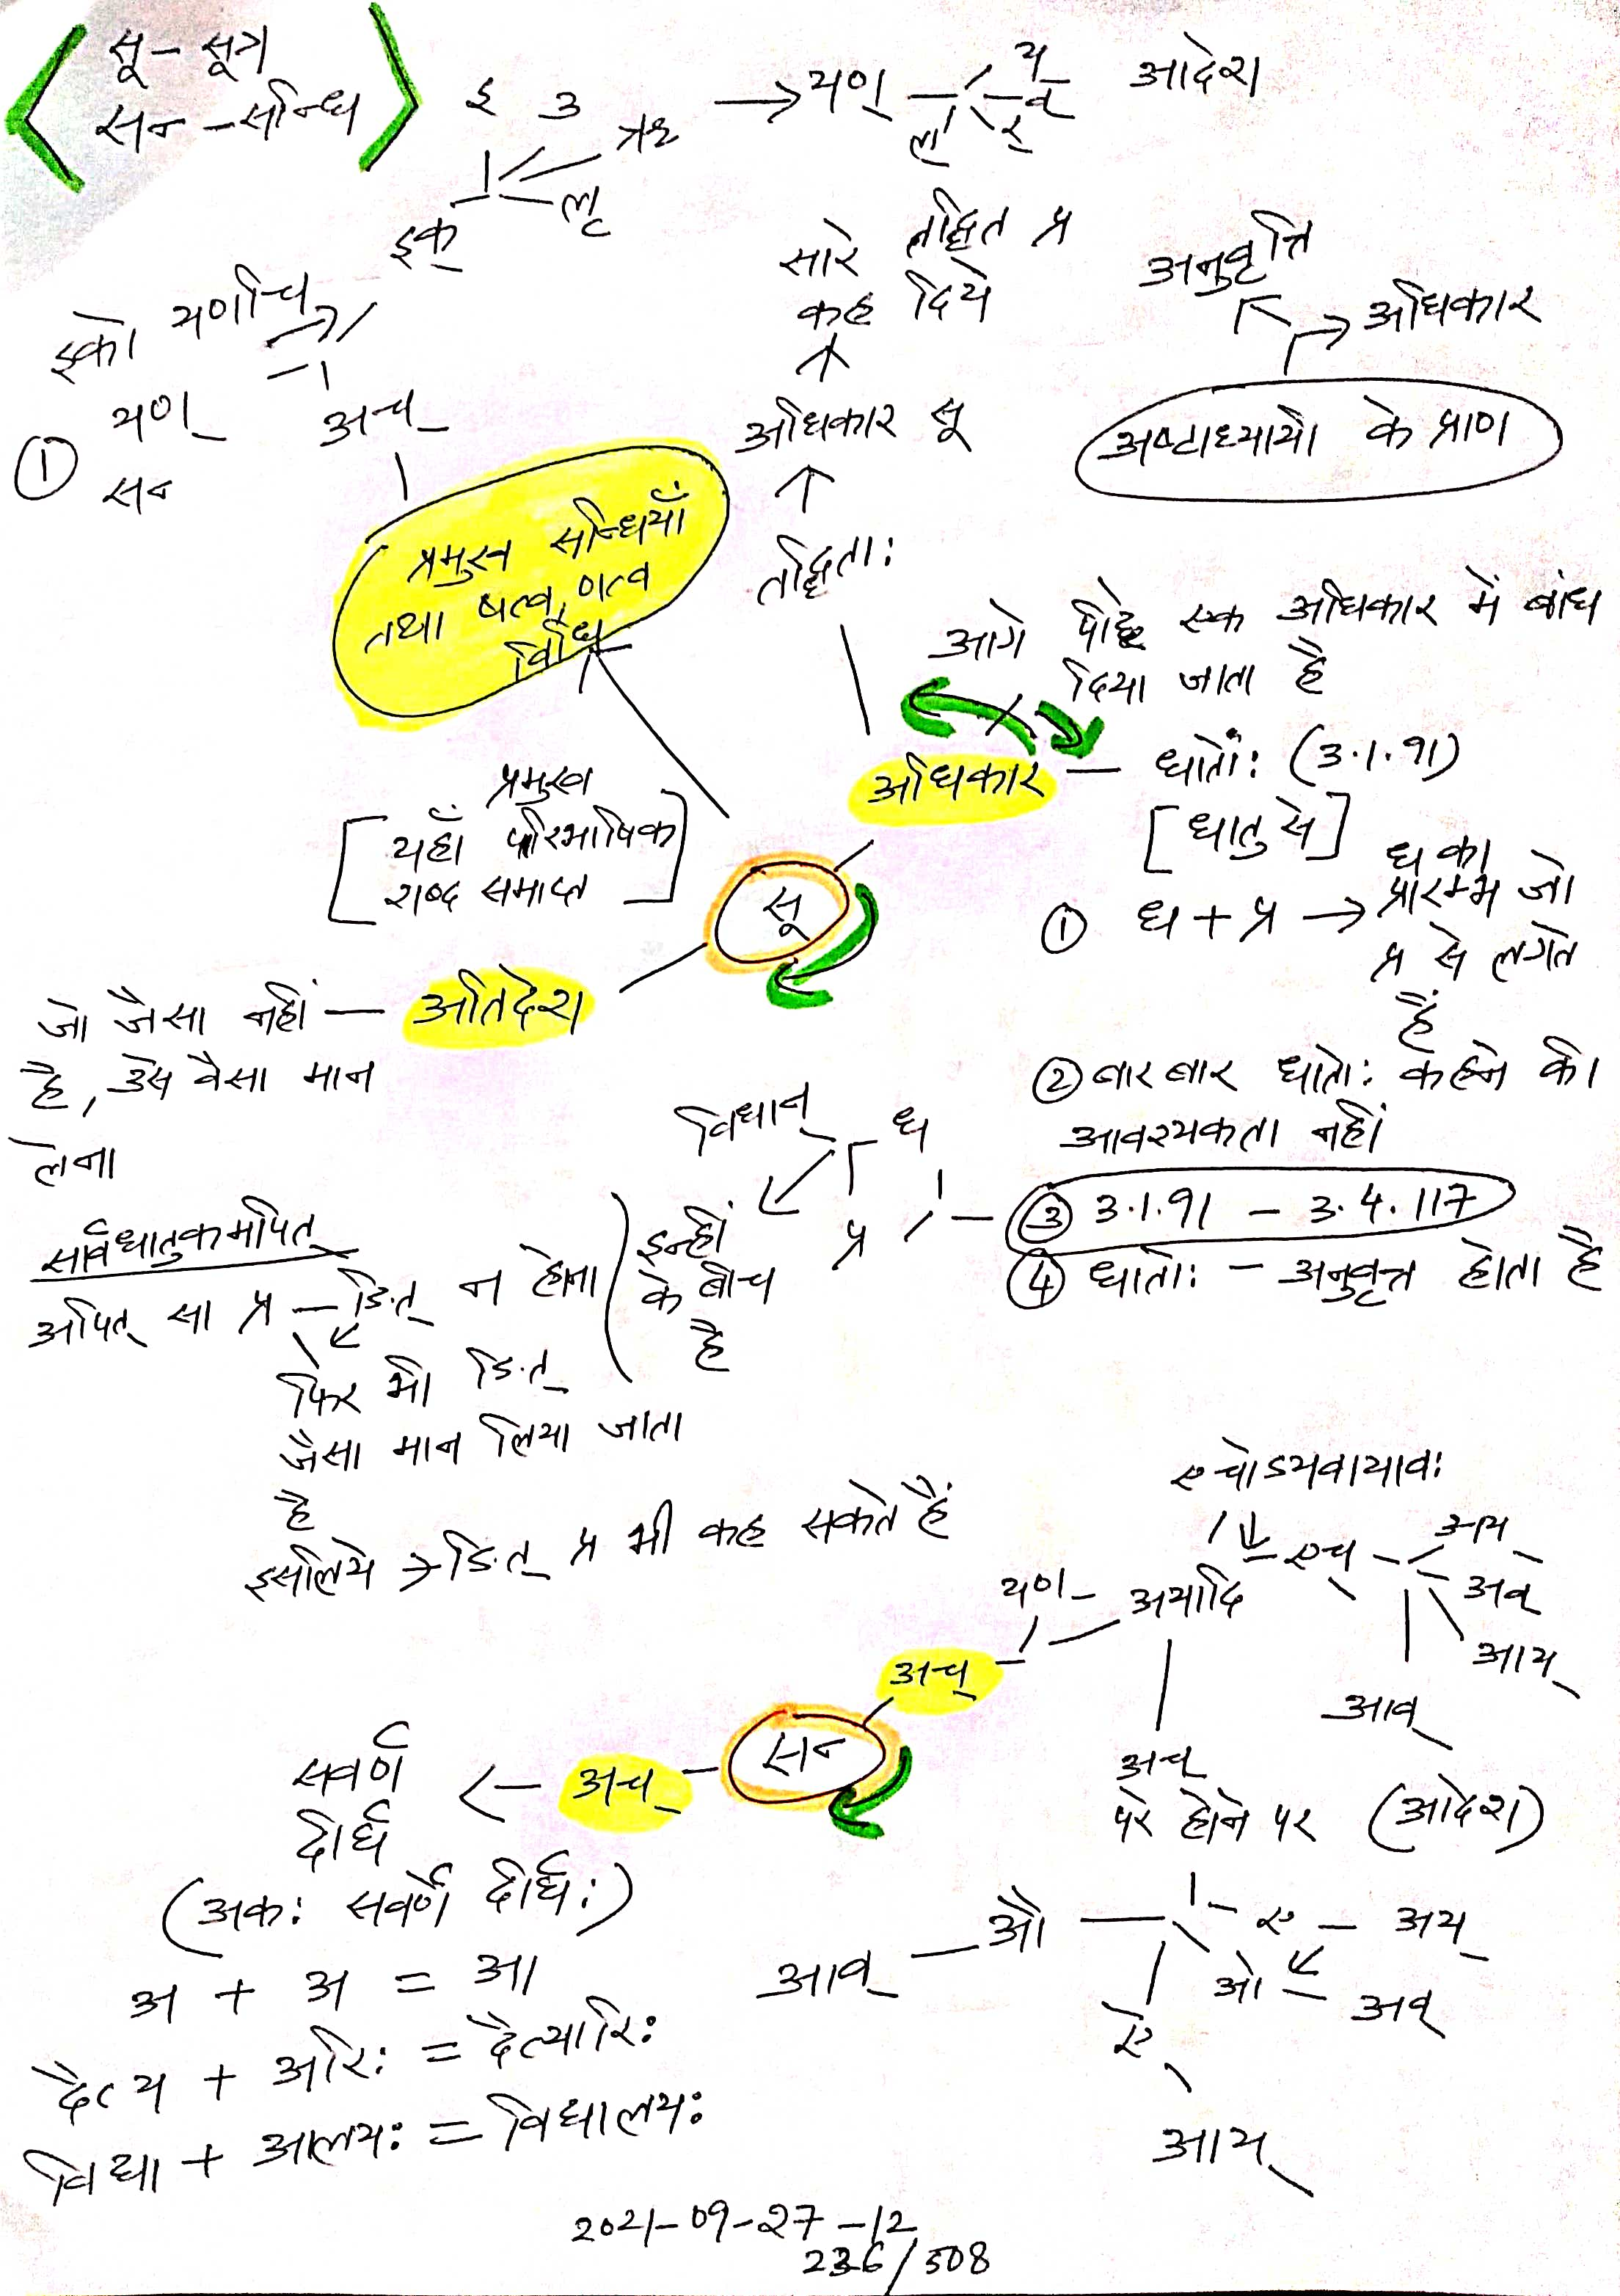 सू - सूत्र
सन - सन्धि
इ उ ऋ लृ
इक्
→ यण् य् व् र् ल् आदेश
इको यणचि
यण् अच्
① सन
प्रमुख सन्धियाँ
तथा षत्व, णत्व
विधि
सारे तद्धित प्र
कह दिये
अधिकार सू
तद्धिताः
अनुवृत्ति
→ अधिकार
अष्टाध्यायी के प्राण
आगे पीछे एक अधिकार में बांध
दिया जाता है
अधिकार — धातोः (3.1.91)
[धातु से]
① ध + प्र → ध का
प्रारम्भ जो
प्र से लगते
हैं
② बार बार धातोः कहने की
आवश्यकता नहीं
③ 3.1.91 - 3.4.117
④ धातोः - अनुवृत्त होता है
विधान
ध
प्र
इन्हीं
के बीच
है
प्रमुख
[यहाँ पारिभाषिक
शब्द समाप्त]
सू
अतिदेश
जो जैसा नहीं —
है, उसे वैसा मान
लेना
सार्वधातुकमपित्
अपित् सा प्र — ङित् न होना
फिर भी ङित्
जैसा मान लिया जाता
है
इसलिये → ङित् प्र भी कह सकते हैं
एचोऽयवायावः
यण् अयादि एच् अय्
अव्
आय्
आव्
अच्
सन
अच्
परे होने पर (आदेश)
ए - अय्
ओ - अव्
ऐ
आय्
आव् — औ
सवर्ण ← अच्
दीर्घ
(अकः सवर्णे दीर्घः)
अ + अ = आ
दैत्य + अरिः = दैत्यारिः
विद्या + आलयः = विद्यालयः
2021-09-27-12
236/508